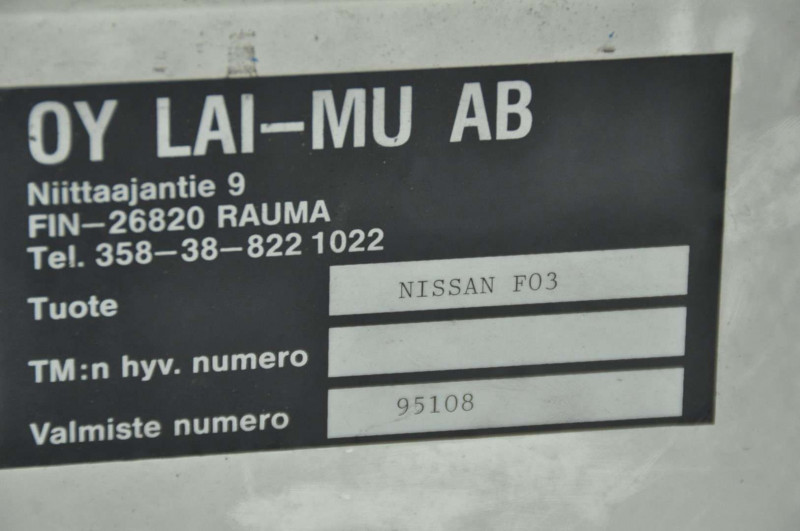 OY LAI-MU AB
Niittaajantie 9
FIN-26820 RAUMA
Tel. 358-38-822 1022
Tuote NISSAN F03
TM:n hyv. numero
Valmiste numero 95108